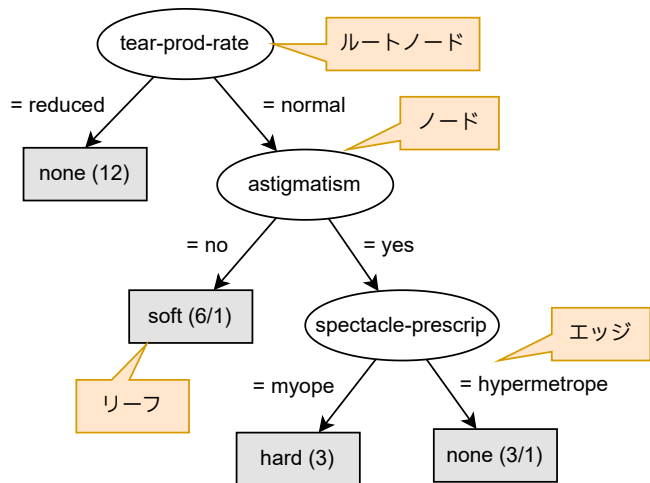 tear-prod-rate
ルートノード
= reduced
= normal
ノード
none (12)
astigmatism
= no
= yes
soft (6/1)
spectacle-prescrip
エッジ
リーフ
= myope
= hypermetrope
hard (3)
none (3/1)